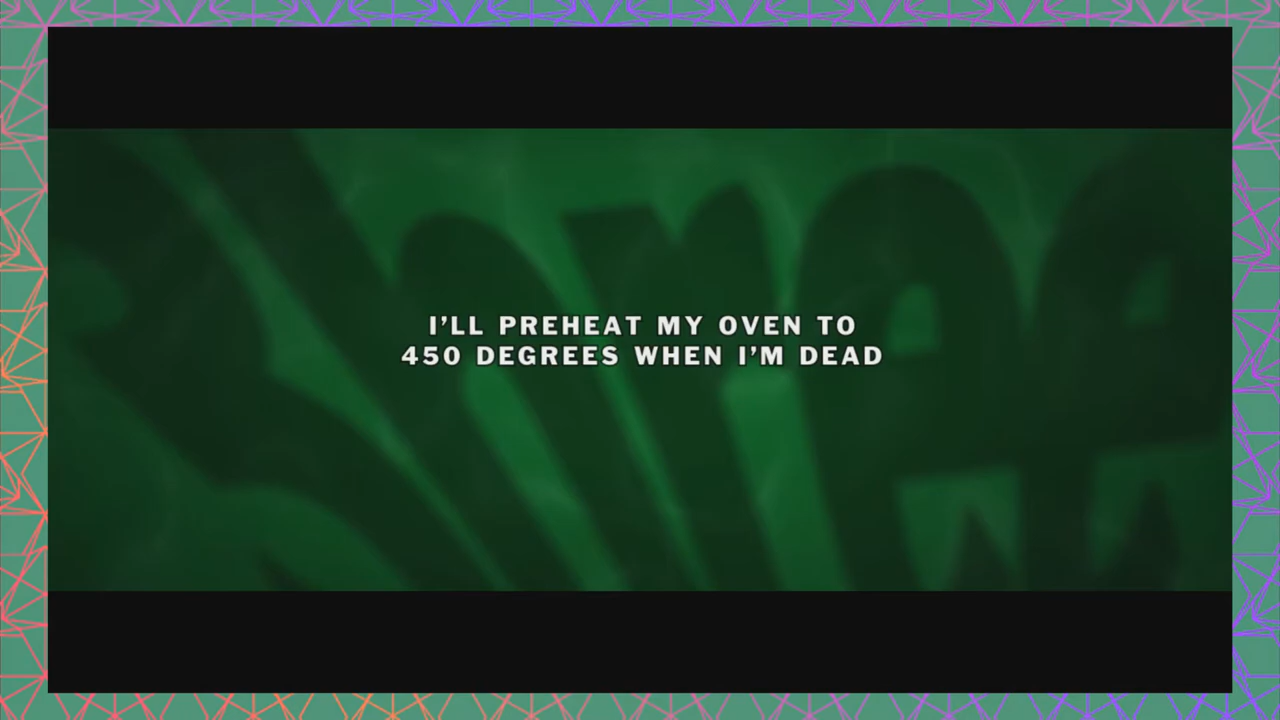 I’LL PREHEAT MY OVEN TO
450 DEGREES WHEN I’M DEAD